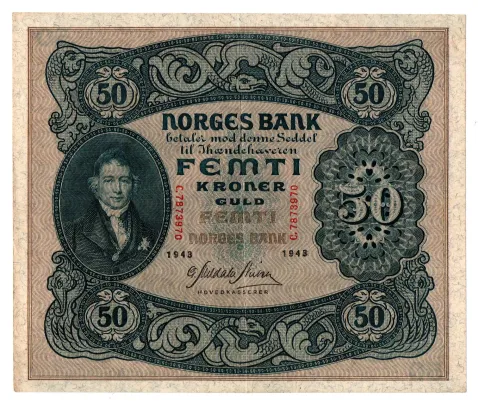 50 50
NORGES BANK
betaler mod denne Seddel
til Ihændehaveren
FEMTI
KRONER
GULD
FEMTI
NORGES BANK
C.7873970
C.7873970
50
1943 1943
HOVEDKASSERER
50 50